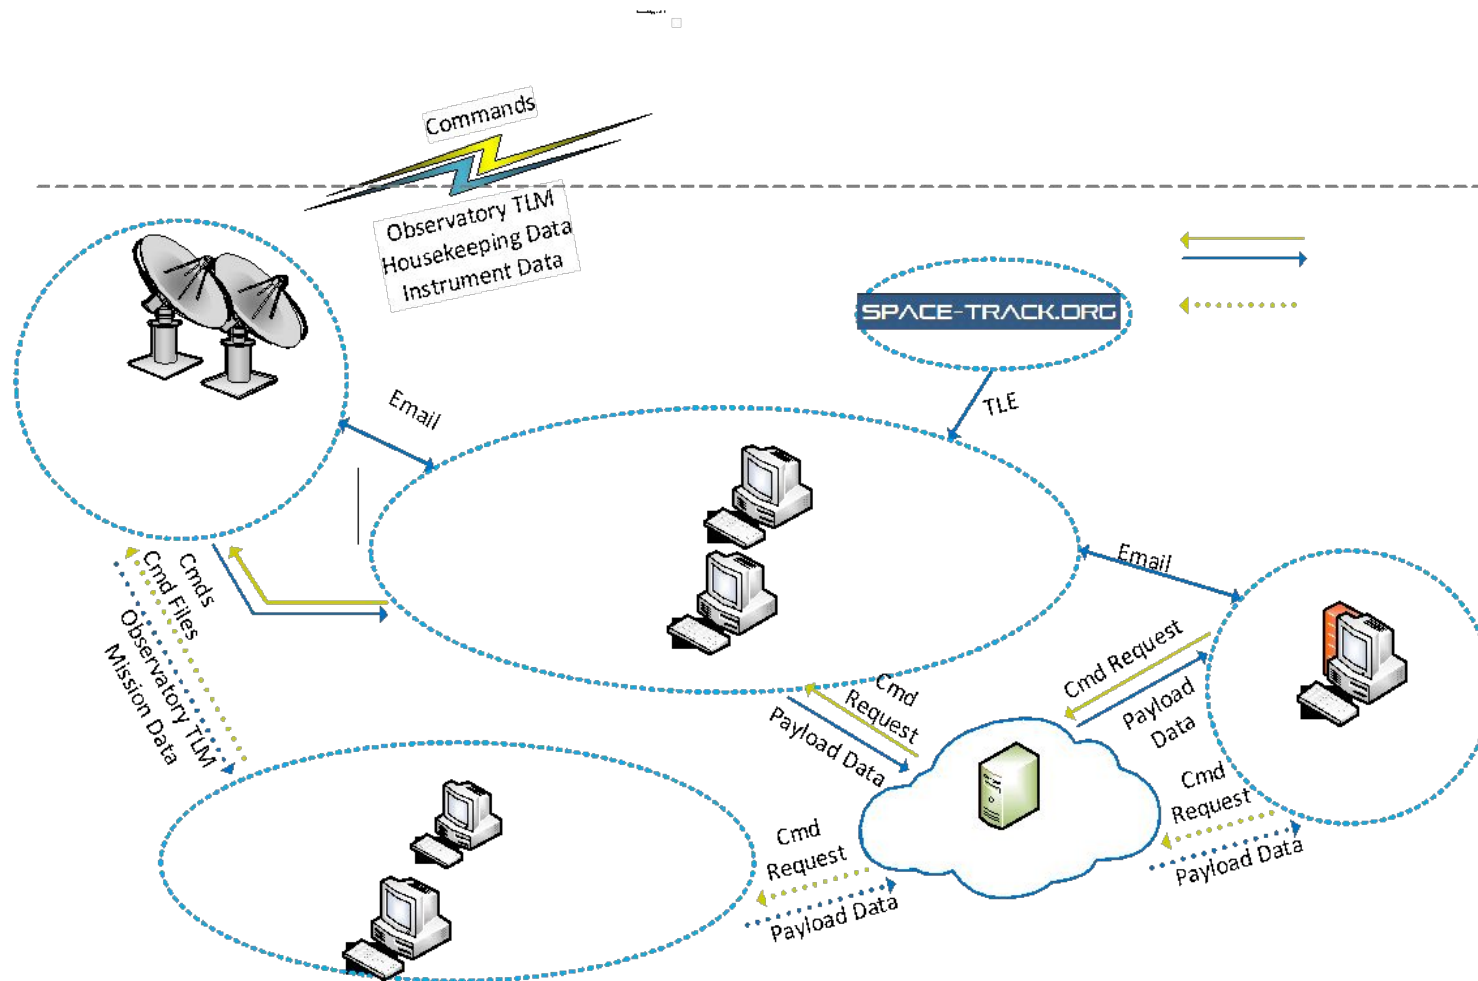 Commands
Observatory TLM
Housekeeping Data
Instrument Data
SPACE-TRACK.ORG
TLE
Email
Email
Cmds
Cmd Files
Observatory TLM
Mission Data
Cmd
Request
Payload Data
Cmd Request
Payload
Data
Cmd
Request
Payload Data
Cmd
Request
Payload Data